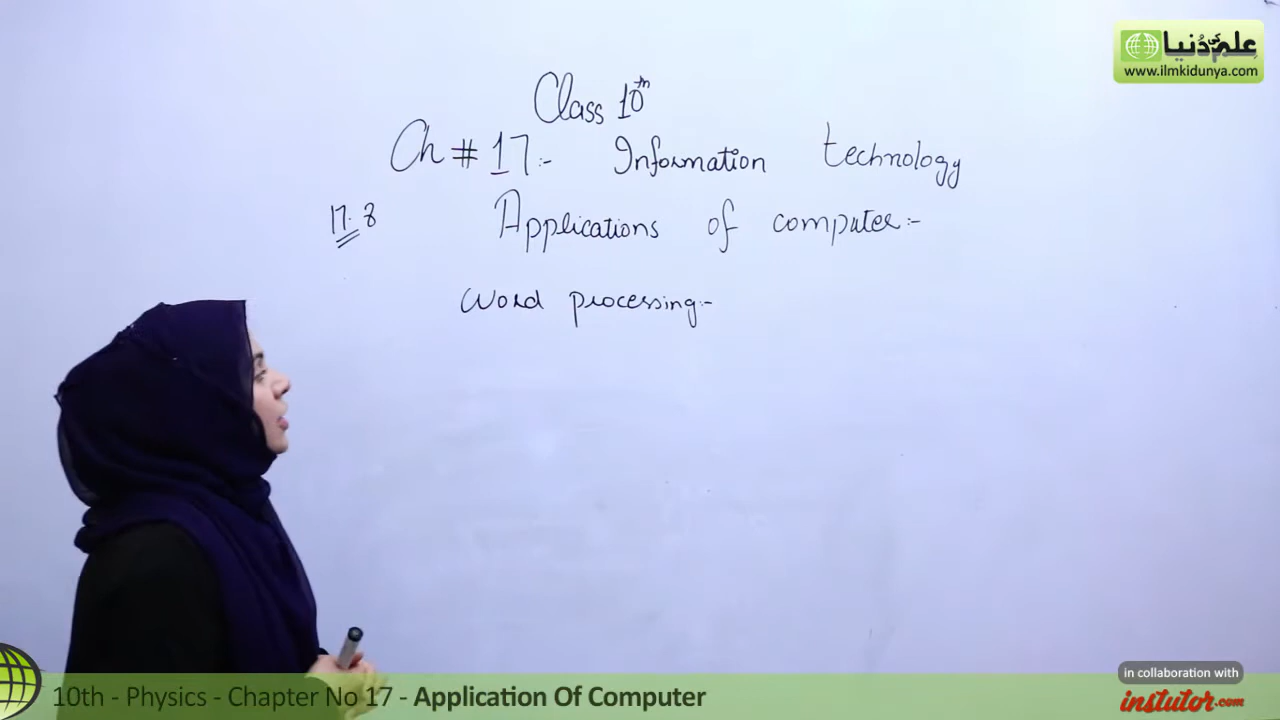 علم کی دُنیا
www.ilmkidunya.com
Class 10th
Ch # 17:- Information technology
17.8 Applications of computer:-
Word processing:-
in collaboration with
10th - Physics - Chapter No 17 - Application Of Computer
instutor.com